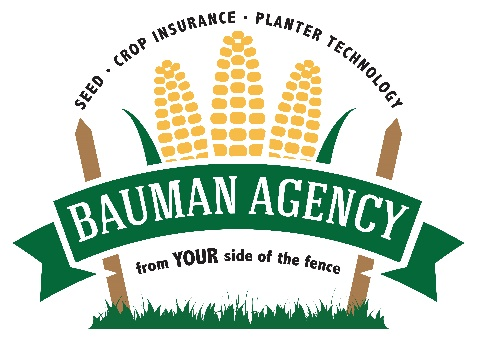 SEED · CROP INSURANCE · PLANTER TECHNOLOGY
BAUMAN AGENCY
from YOUR side of the fence